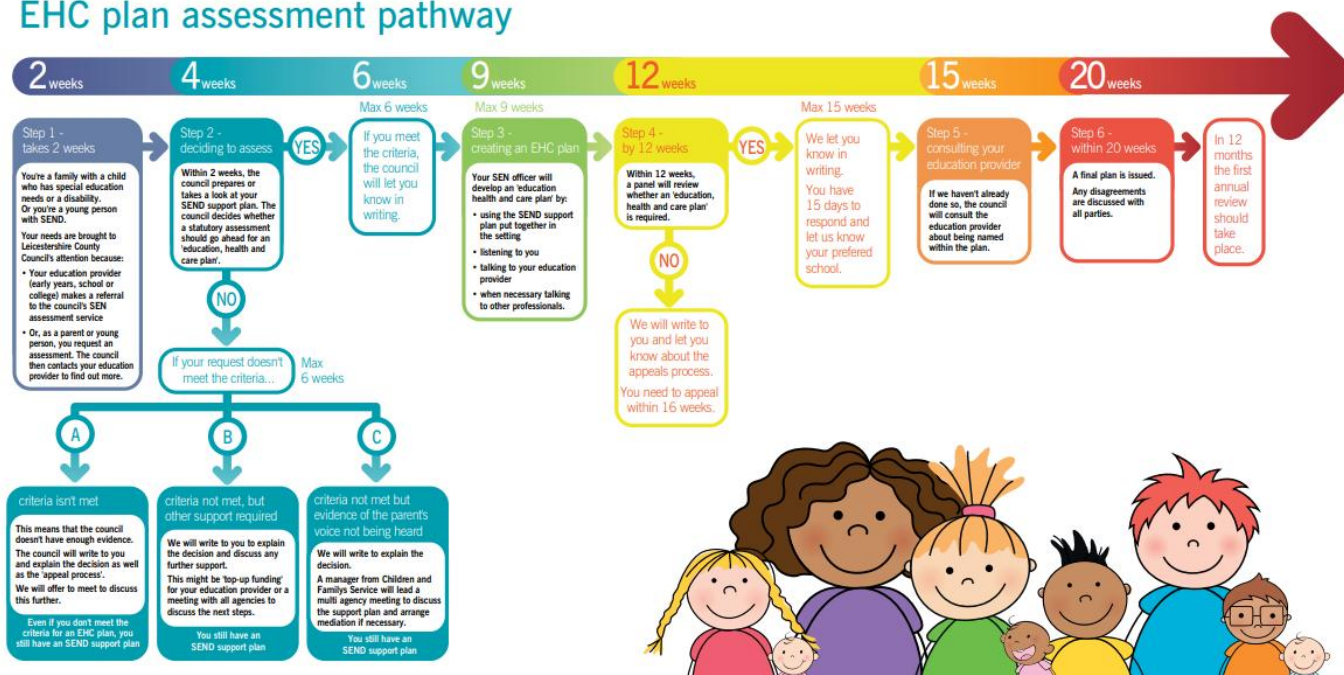 EHC plan assessment pathway
2 weeks
4 weeks
6 weeks
9 weeks
12 weeks
15 weeks
20 weeks
Step 1 -
takes 2 weeks
You're a family with a child
who has special education
needs or a disability.
Or you're a young person
with SEND.
Your needs are brought to
Leicestershire County
Council's attention because:
• Your education provider
(early years, school or
college) makes a referral
to the council's SEN
assessment service
• Or, as a parent or young
person, you request an
assessment. The council
then contacts your education
provider to find out more.
Step 2 -
deciding to assess
Within 2 weeks, the
council prepares or
takes a look at your
SEND support plan. The
council decides whether
a statutory assessment
should go ahead for an
'education, health and
care plan'.
YES
Max 6 weeks
If you meet
the criteria,
the council
will let you
know in
writing.
NO
If your request doesn't
meet the criteria...
Max
6 weeks
A
criteria isn't met
This means that the council
doesn't have enough evidence.
The council will write to you
and explain the decision as well
as the 'appeal process'.
We will offer to meet to discuss
this further.
Even if you don't meet the
criteria for an EHC plan, you
still have an SEND support plan
B
criteria not met, but
other support required
We will write to you to explain
the decision and discuss any
further support.
This might be 'top-up funding'
for your education provider or a
meeting with all agencies to
discuss the next steps.
You still have an
SEND support plan
C
criteria not met but
evidence of the parent's
voice not being heard
We will write to explain the
decision.
A manager from Children and
Familys Service will lead a
multi agency meeting to discuss
the support plan and arrange
mediation if necessary.
You still have an
SEND support plan
Max 9 weeks
Step 3 -
creating an EHC plan
Your SEN officer will
develop an 'education
health and care plan' by:
• using the SEND support
plan put together in
the setting
• listening to you
• talking to your education
provider
• when necessary talking
to other professionals.
Step 4 -
by 12 weeks
Within 12 weeks,
a panel will review
whether an 'education,
health and care plan'
is required.
YES
NO
We will write to
you and let you
know about the
appeals process.
You need to appeal
within 16 weeks.
Max 15 weeks
We let you
know in
writing.
You have
15 days to
respond and
let us know
your prefered
school.
Step 5 -
consulting your
education provider
If we haven't already
done so, the council
will consult the
education provider
about being named
within the plan.
Step 6 -
within 20 weeks
A final plan is issued.
Any disagreements
are discussed with
all parties.
In 12
months
the first
annual
review
should
take
place.